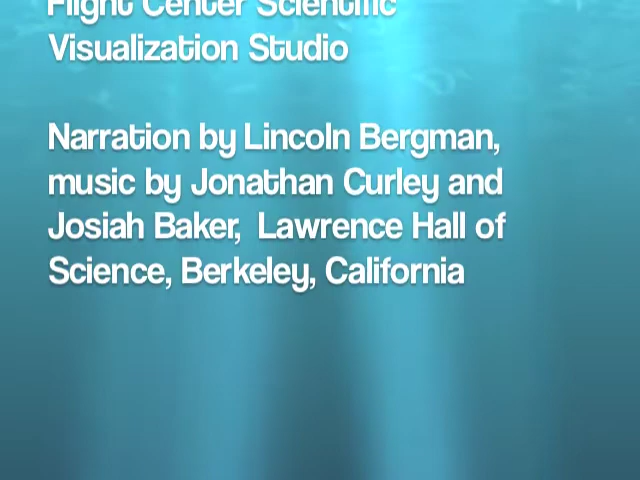 Flight Center Scientific
Visualization Studio
Narration by Lincoln Bergman,
music by Jonathan Curley and
Josiah Baker,  Lawrence Hall of
Science, Berkeley, California